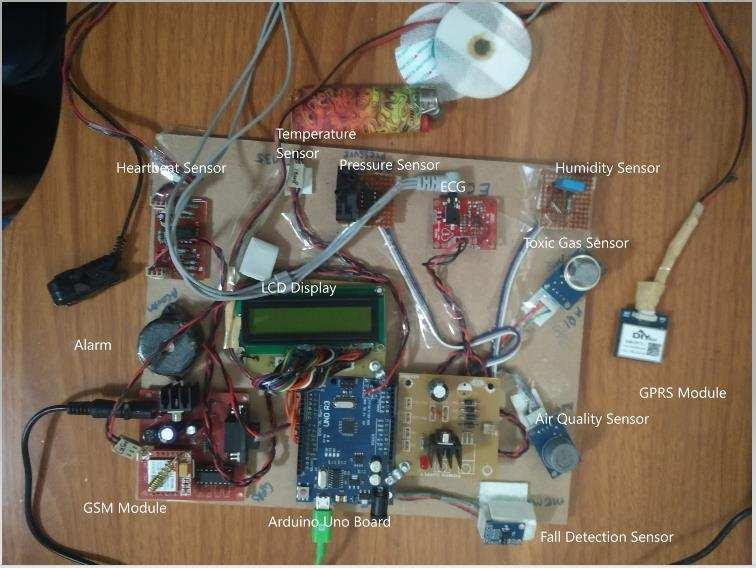 Temperature
Sensor
Heartbeat Sensor
Pressure Sensor
Humidity Sensor
ECG
Toxic Gas Sensor
LCD Display
Alarm
UNO R3
DIY
GPRS Module
Air Quality Sensor
GSM Module
Arduino Uno Board
Fall Detection Sensor